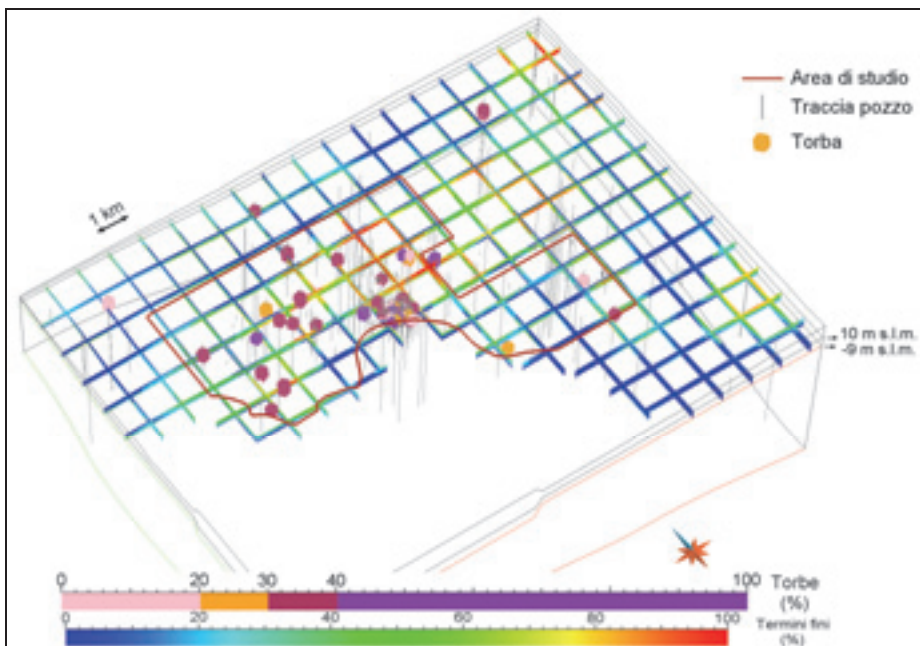 Area di studio
Traccia pozzo
Torba
1 km
10 m s.l.m.
-9 m s.l.m.
0 20 30 40 100
Torbe
(%)
0 20 40 60 80 100
Termini fini
(%)